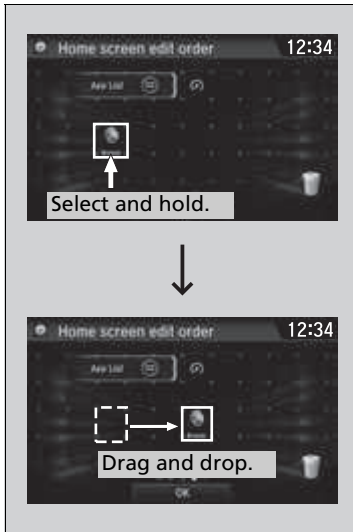 Home screen edit order 12:34
App List
Select and hold.
Home screen edit order 12:34
App List
Drag and drop.
OK